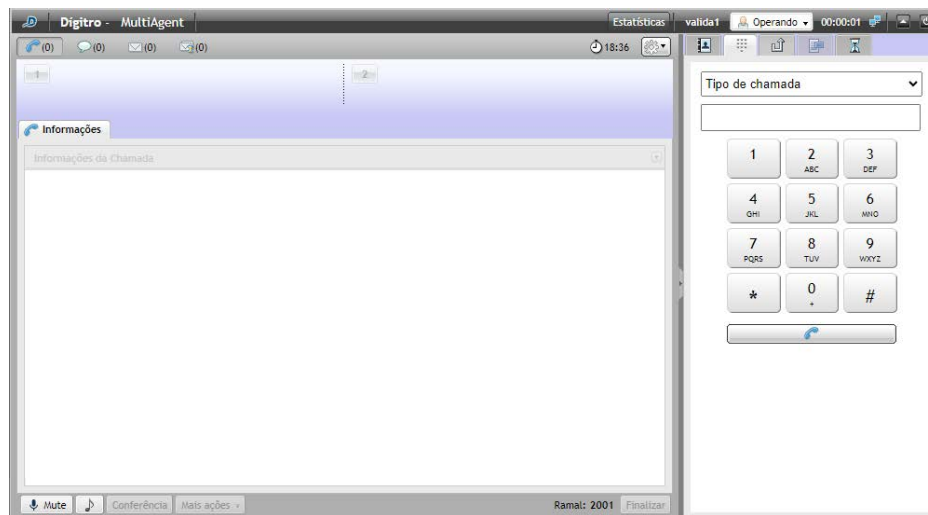 Dígitro - MultiAgent Estatísticas valida1 Operando 00:00:01
(0) (0) (0) (0) 18:36
1 2
Informações
Informações da Chamada
Tipo de chamada
1 2 3
ABC DEF
4 5 6
GHI JKL MNO
7 8 9
PQRS TUV WXYZ
* 0 #
+
Mute Conferência Mais ações Ramal: 2001 Finalizar